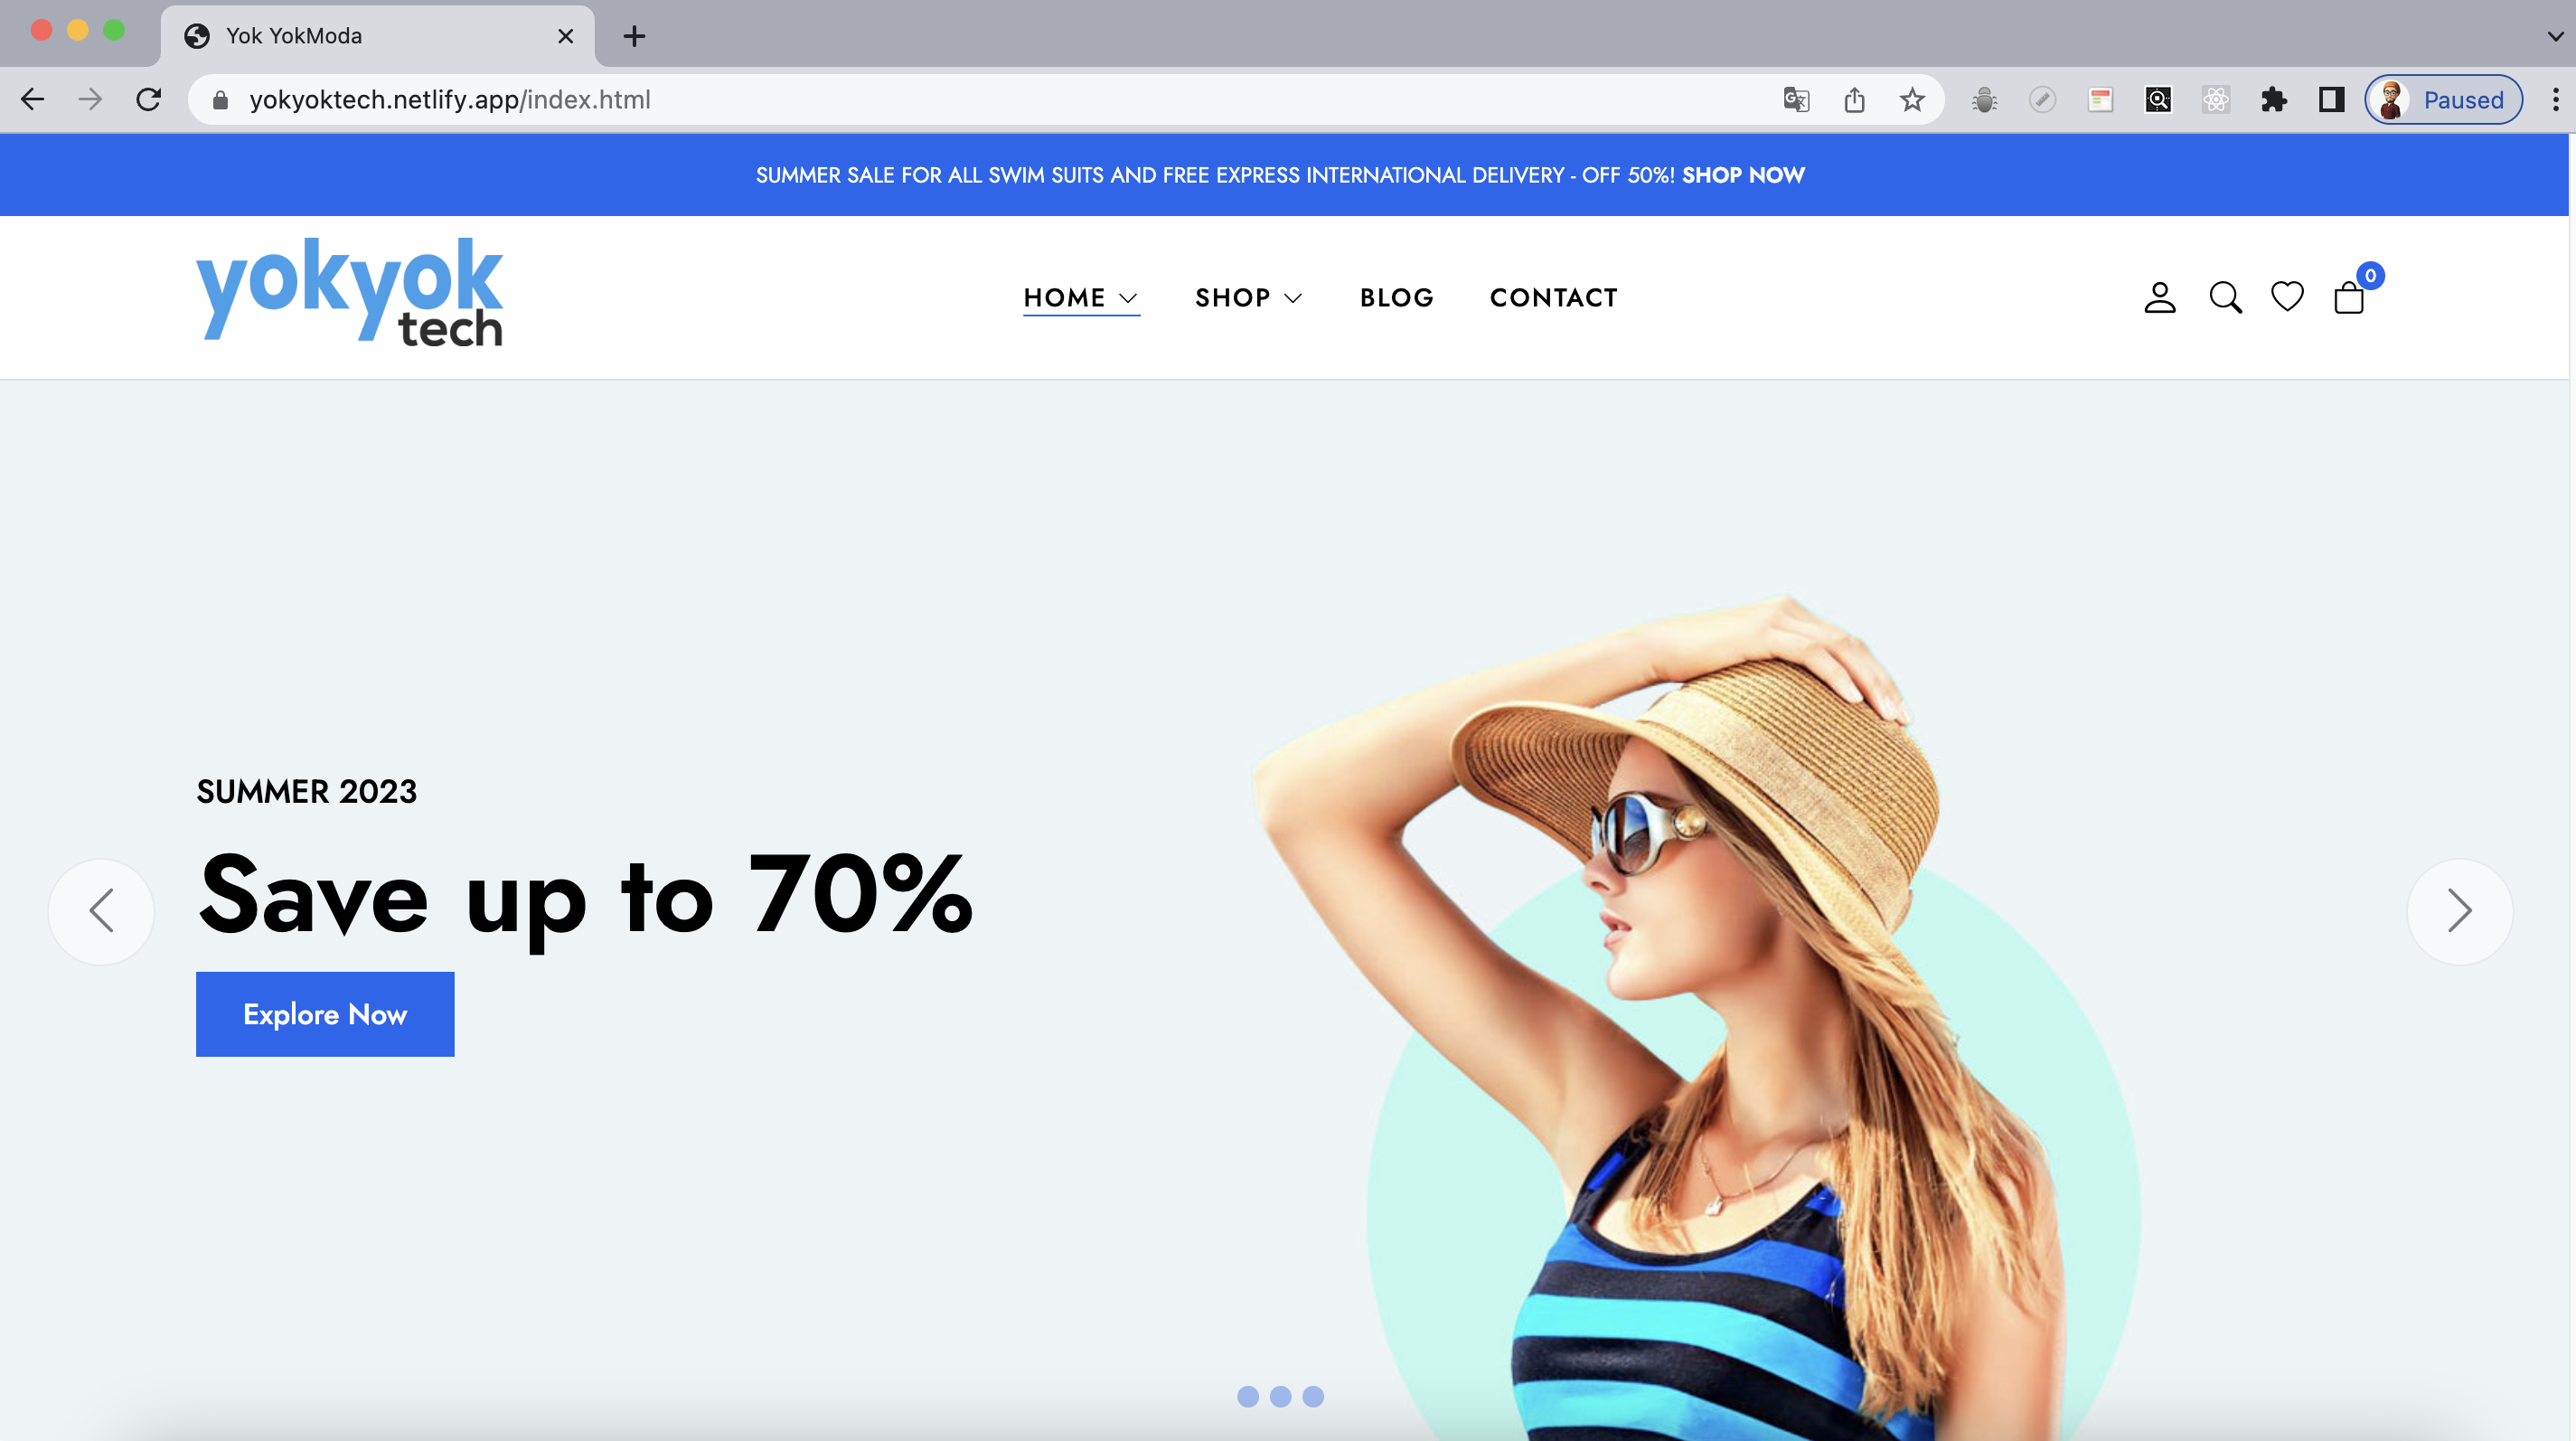 Yok YokModa
yokyoktech.netlify.app/index.html
Paused
SUMMER SALE FOR ALL SWIM SUITS AND FREE EXPRESS INTERNATIONAL DELIVERY - OFF 50%! SHOP NOW
yokyok
tech
HOME SHOP BLOG CONTACT
0
SUMMER 2023
Save up to 70%
Explore Now